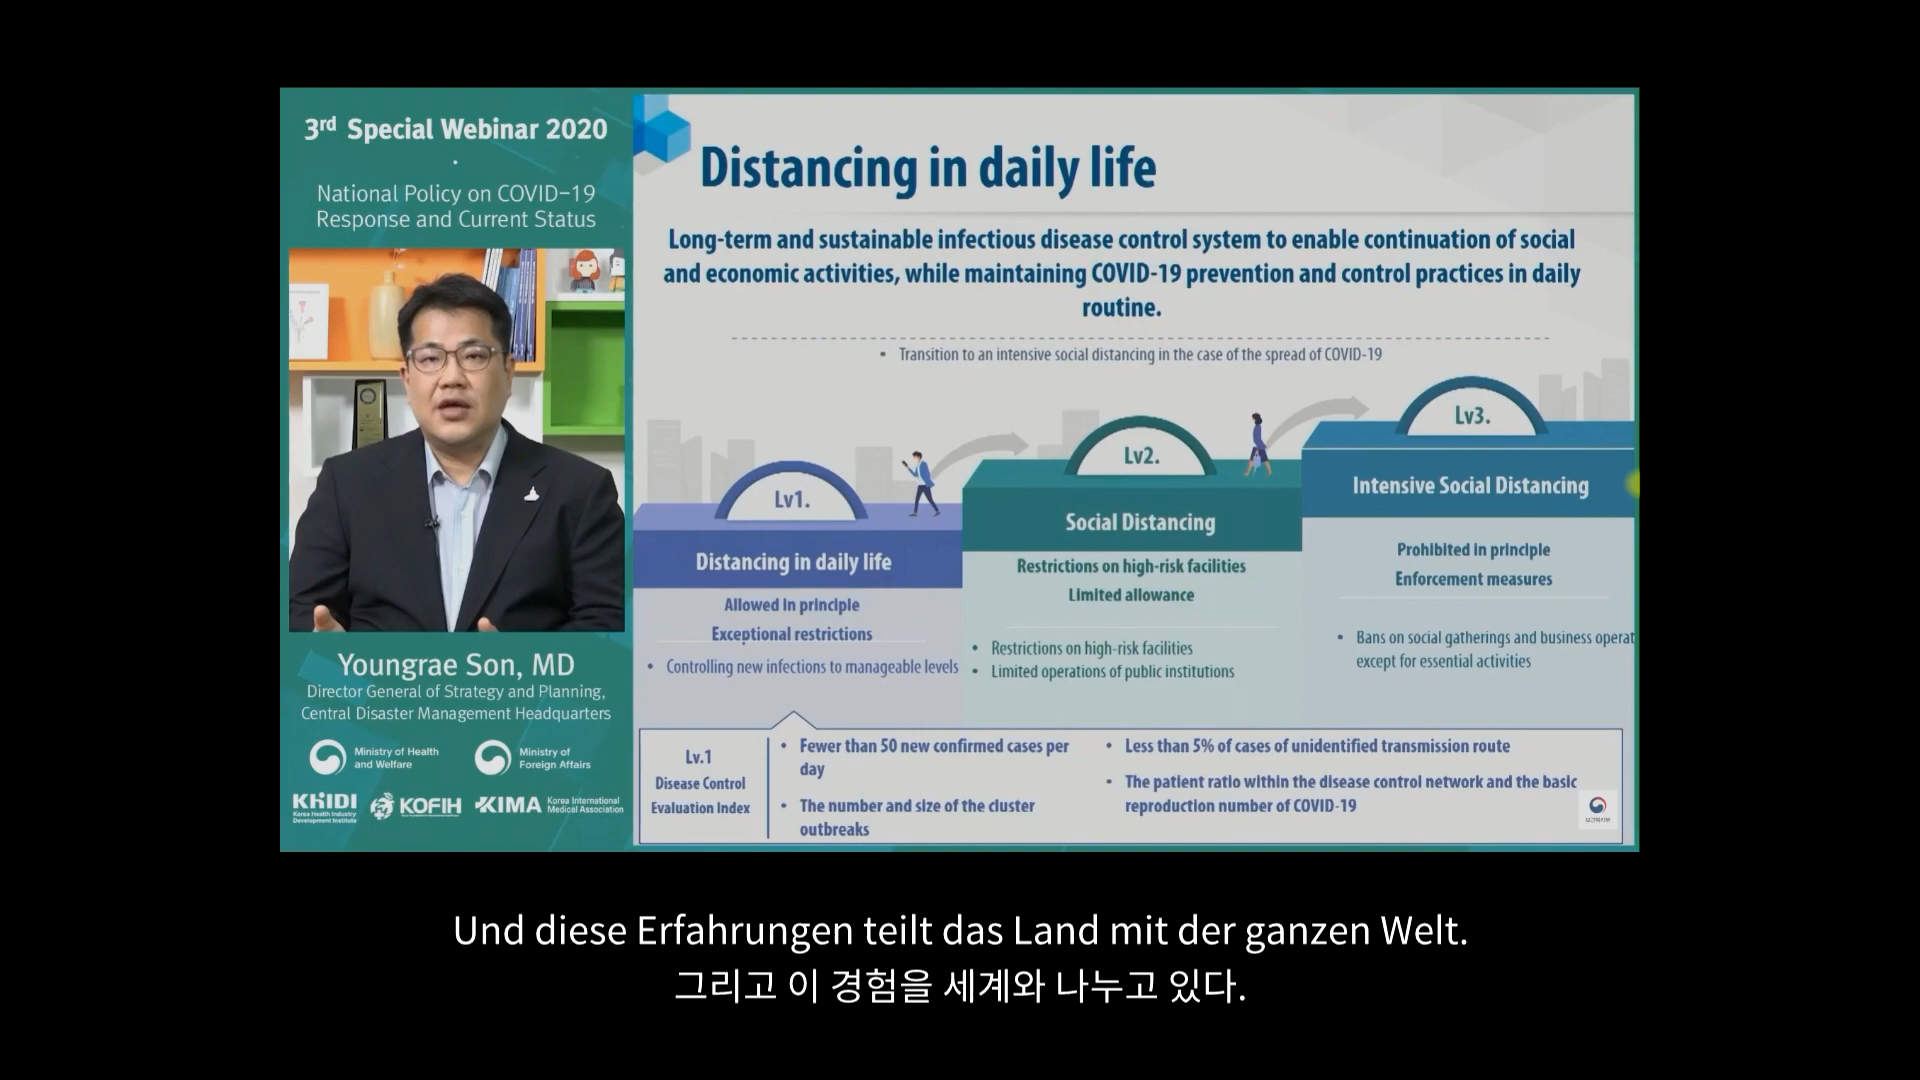 3rd Special Webinar 2020
National Policy on COVID-19
Response and Current Status
Youngrae Son, MD
Director General of Strategy and Planning,
Central Disaster Management Headquarters
Ministry of Health
and Welfare
Ministry of
Foreign Affairs
KHIDI
Korea Health Industry
Development Institute
KOFIH
KIMA
Korea International
Medical Association
Distancing in daily life
Long-term and sustainable infectious disease control system to enable continuation of social
and economic activities, while maintaining COVID-19 prevention and control practices in daily
routine.
• Transition to an intensive social distancing in the case of the spread of COVID-19
Lv1.
Distancing in daily life
Allowed in principle
Exceptional restrictions
• Controlling new infections to manageable levels
Lv2.
Social Distancing
Restrictions on high-risk facilities
Limited allowance
• Restrictions on high-risk facilities
• Limited operations of public institutions
Lv3.
Intensive Social Distancing
Prohibited in principle
Enforcement measures
• Bans on social gatherings and business operat
except for essential activities
Lv.1
Disease Control
Evaluation Index
• Fewer than 50 new confirmed cases per
day
• The number and size of the cluster
outbreaks
• Less than 5% of cases of unidentified transmission route
• The patient ratio within the disease control network and the basic
reproduction number of COVID-19
보건복지부
Und diese Erfahrungen teilt das Land mit der ganzen Welt.
그리고 이 경험을 세계와 나누고 있다.